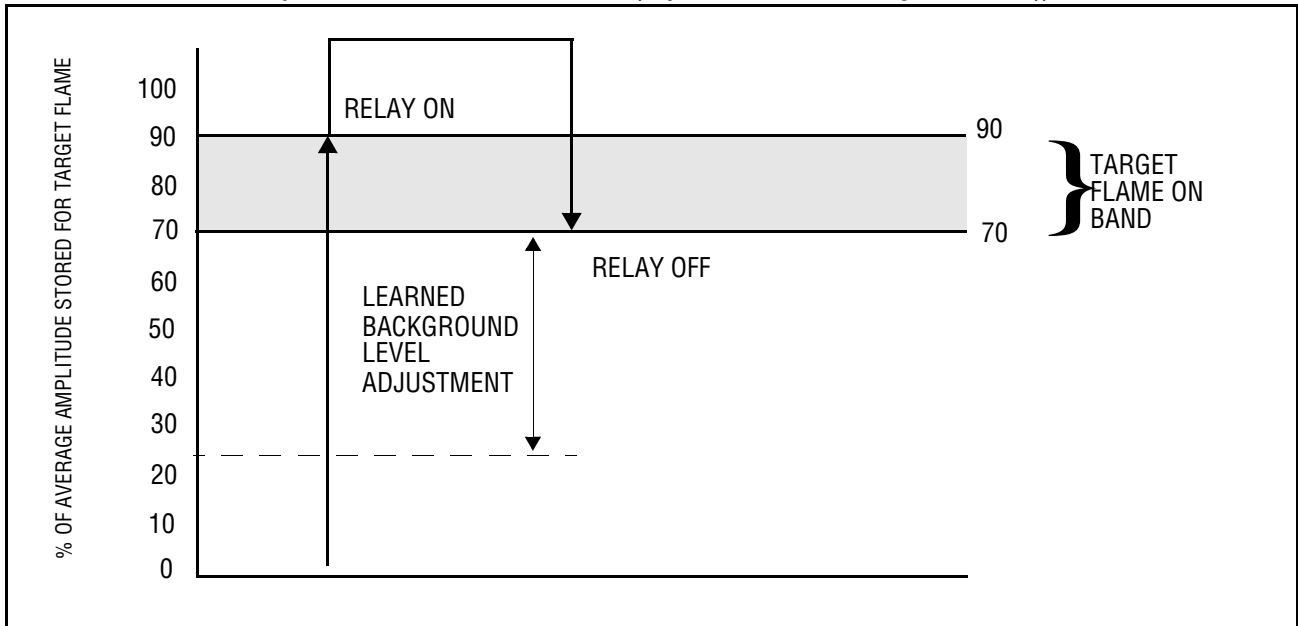 % OF AVERAGE AMPLITUDE STORED FOR TARGET FLAME
100
90
80
70
60
50
40
30
20
10
0
RELAY ON
RELAY OFF
LEARNED
BACKGROUND
LEVEL
ADJUSTMENT
90
70
TARGET
FLAME ON
BAND